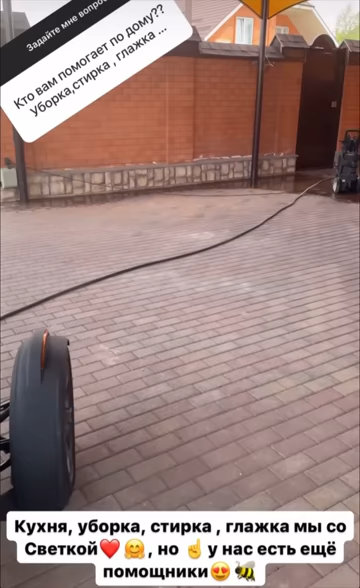 Задайте мне вопрос
Кто вам помогает по дому??
уборка,стирка , глажка ...
Кухня, уборка, стирка , глажка мы со
Светкой❤️ 🤗 , но ☝️ у нас есть ещё
помощники😍 🐝